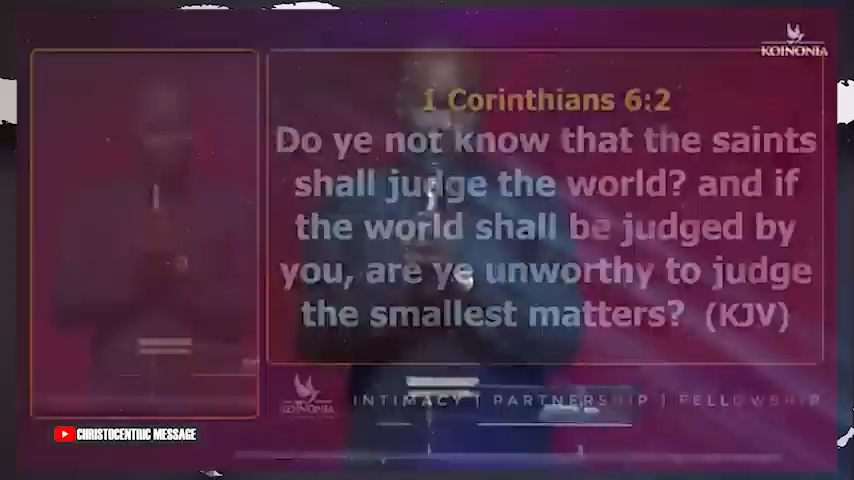 KOINONIA
1 Corinthians 6:2
Do ye not know that the saints
shall judge the world? and if
the world shall be judged by
you, are ye unworthy to judge
the smallest matters? (KJV)
KOINONIA
INTIMACY | PARTNERSHIP | FELLOWSHIP
CHRISTOCENTRIC MESSAGE